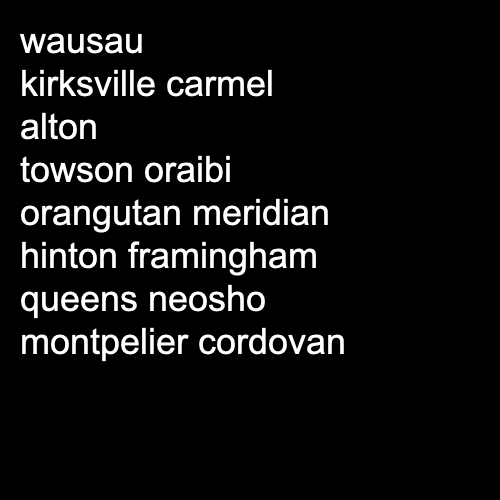 wausau
kirksville carmel
alton
towson oraibi
orangutan meridian
hinton framingham
queens neosho
montpelier cordovan